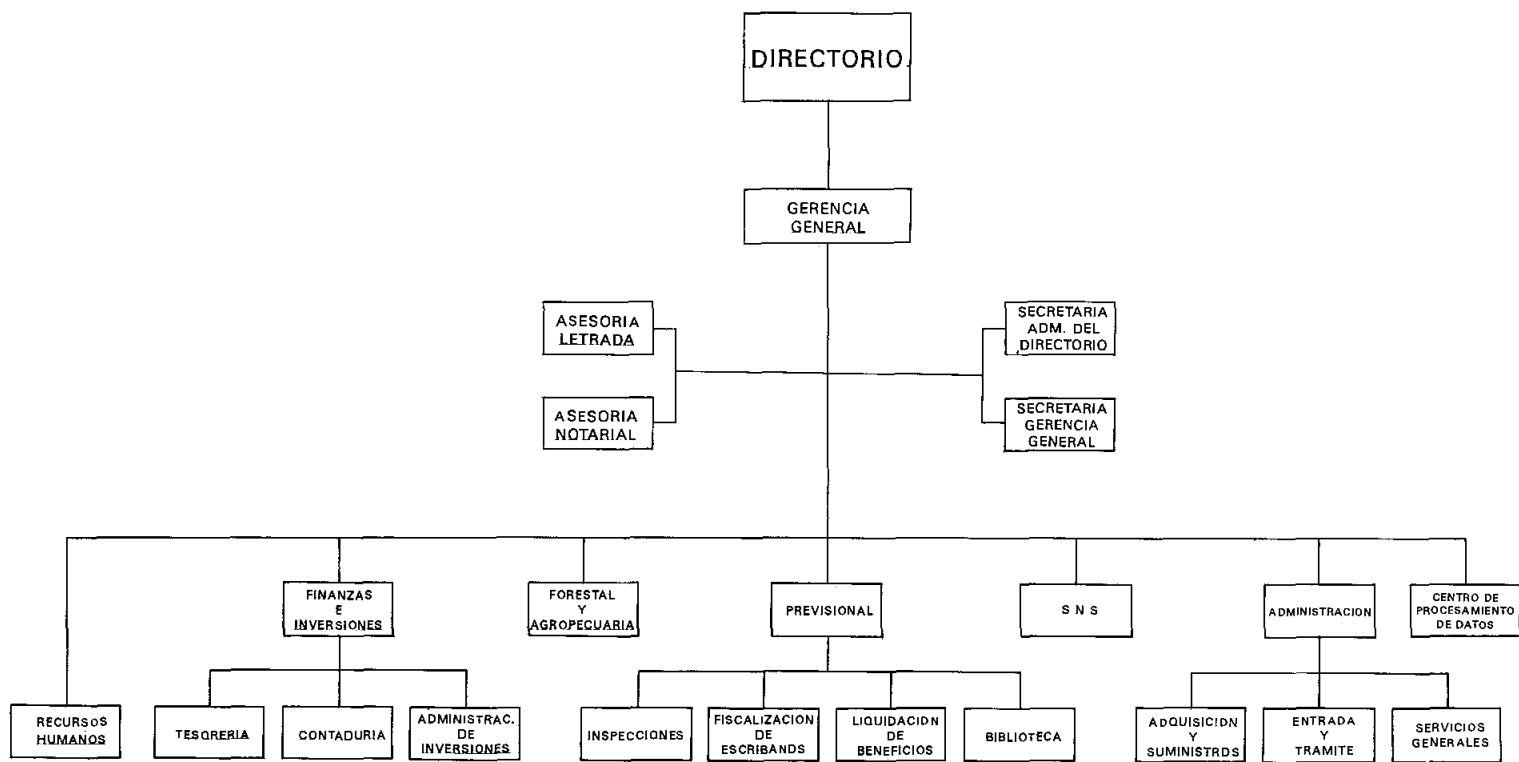 DIRECTORIO
GERENCIA
GENERAL
ASESORIA
LETRADA
SECRETARIA
ADM. DEL
DIRECTORIO
ASESORIA
NOTARIAL
SECRETARIA
GERENCIA
GENERAL
FINANZAS
E
INVERSIONES
FORESTAL
Y
AGROPECUARIA
PREVISIONAL
S N S
ADMINISTRACION
CENTRO DE
PROCESAMIENTO
DE DATOS
RECURSOS
HUMANOS
TESORERIA
CONTADURIA
ADMINISTRAC.
DE
INVERSIONES
INSPECCIONES
FISCALIZACION
DE
ESCRIBANOS
LIQUIDACION
DE
BENEFICIOS
BIBLIOTECA
ADQUISICION
Y
SUMINISTROS
ENTRADA
Y
TRAMITE
SERVICIOS
GENERALES